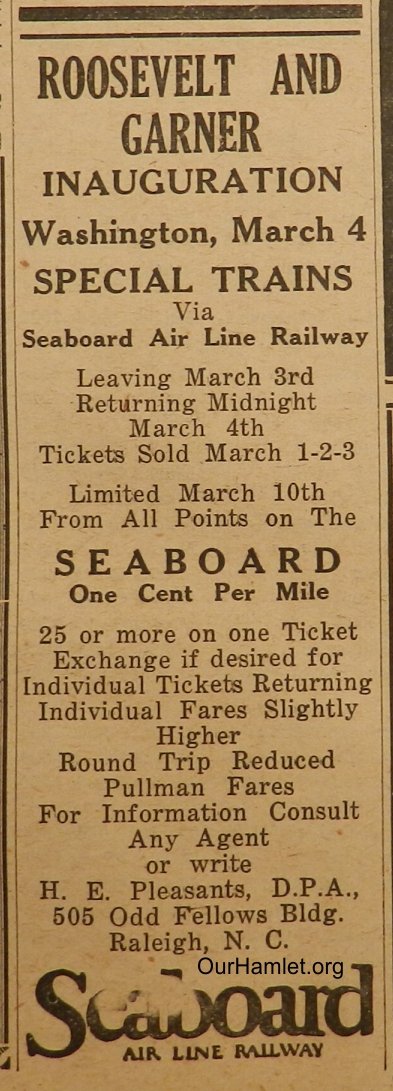 ROOSEVELT AND
GARNER
INAUGURATION
Washington, March 4
SPECIAL TRAINS
Via
Seaboard Air Line Railway
Leaving March 3rd
Returning Midnight
March 4th
Tickets Sold March 1-2-3
Limited March 10th
From All Points on The
SEABOARD
One Cent Per Mile
25 or more on one Ticket
Exchange if desired for
Individual Tickets Returning
Individual Fares Slightly
Higher
Round Trip Reduced
Pullman Fares
For Information Consult
Any Agent
or write
H. E. Pleasants, D.P.A.,
505 Odd Fellows Bldg.
Raleigh, N. C.
OurHamlet.org
Seaboard
AIR LINE RAILWAY